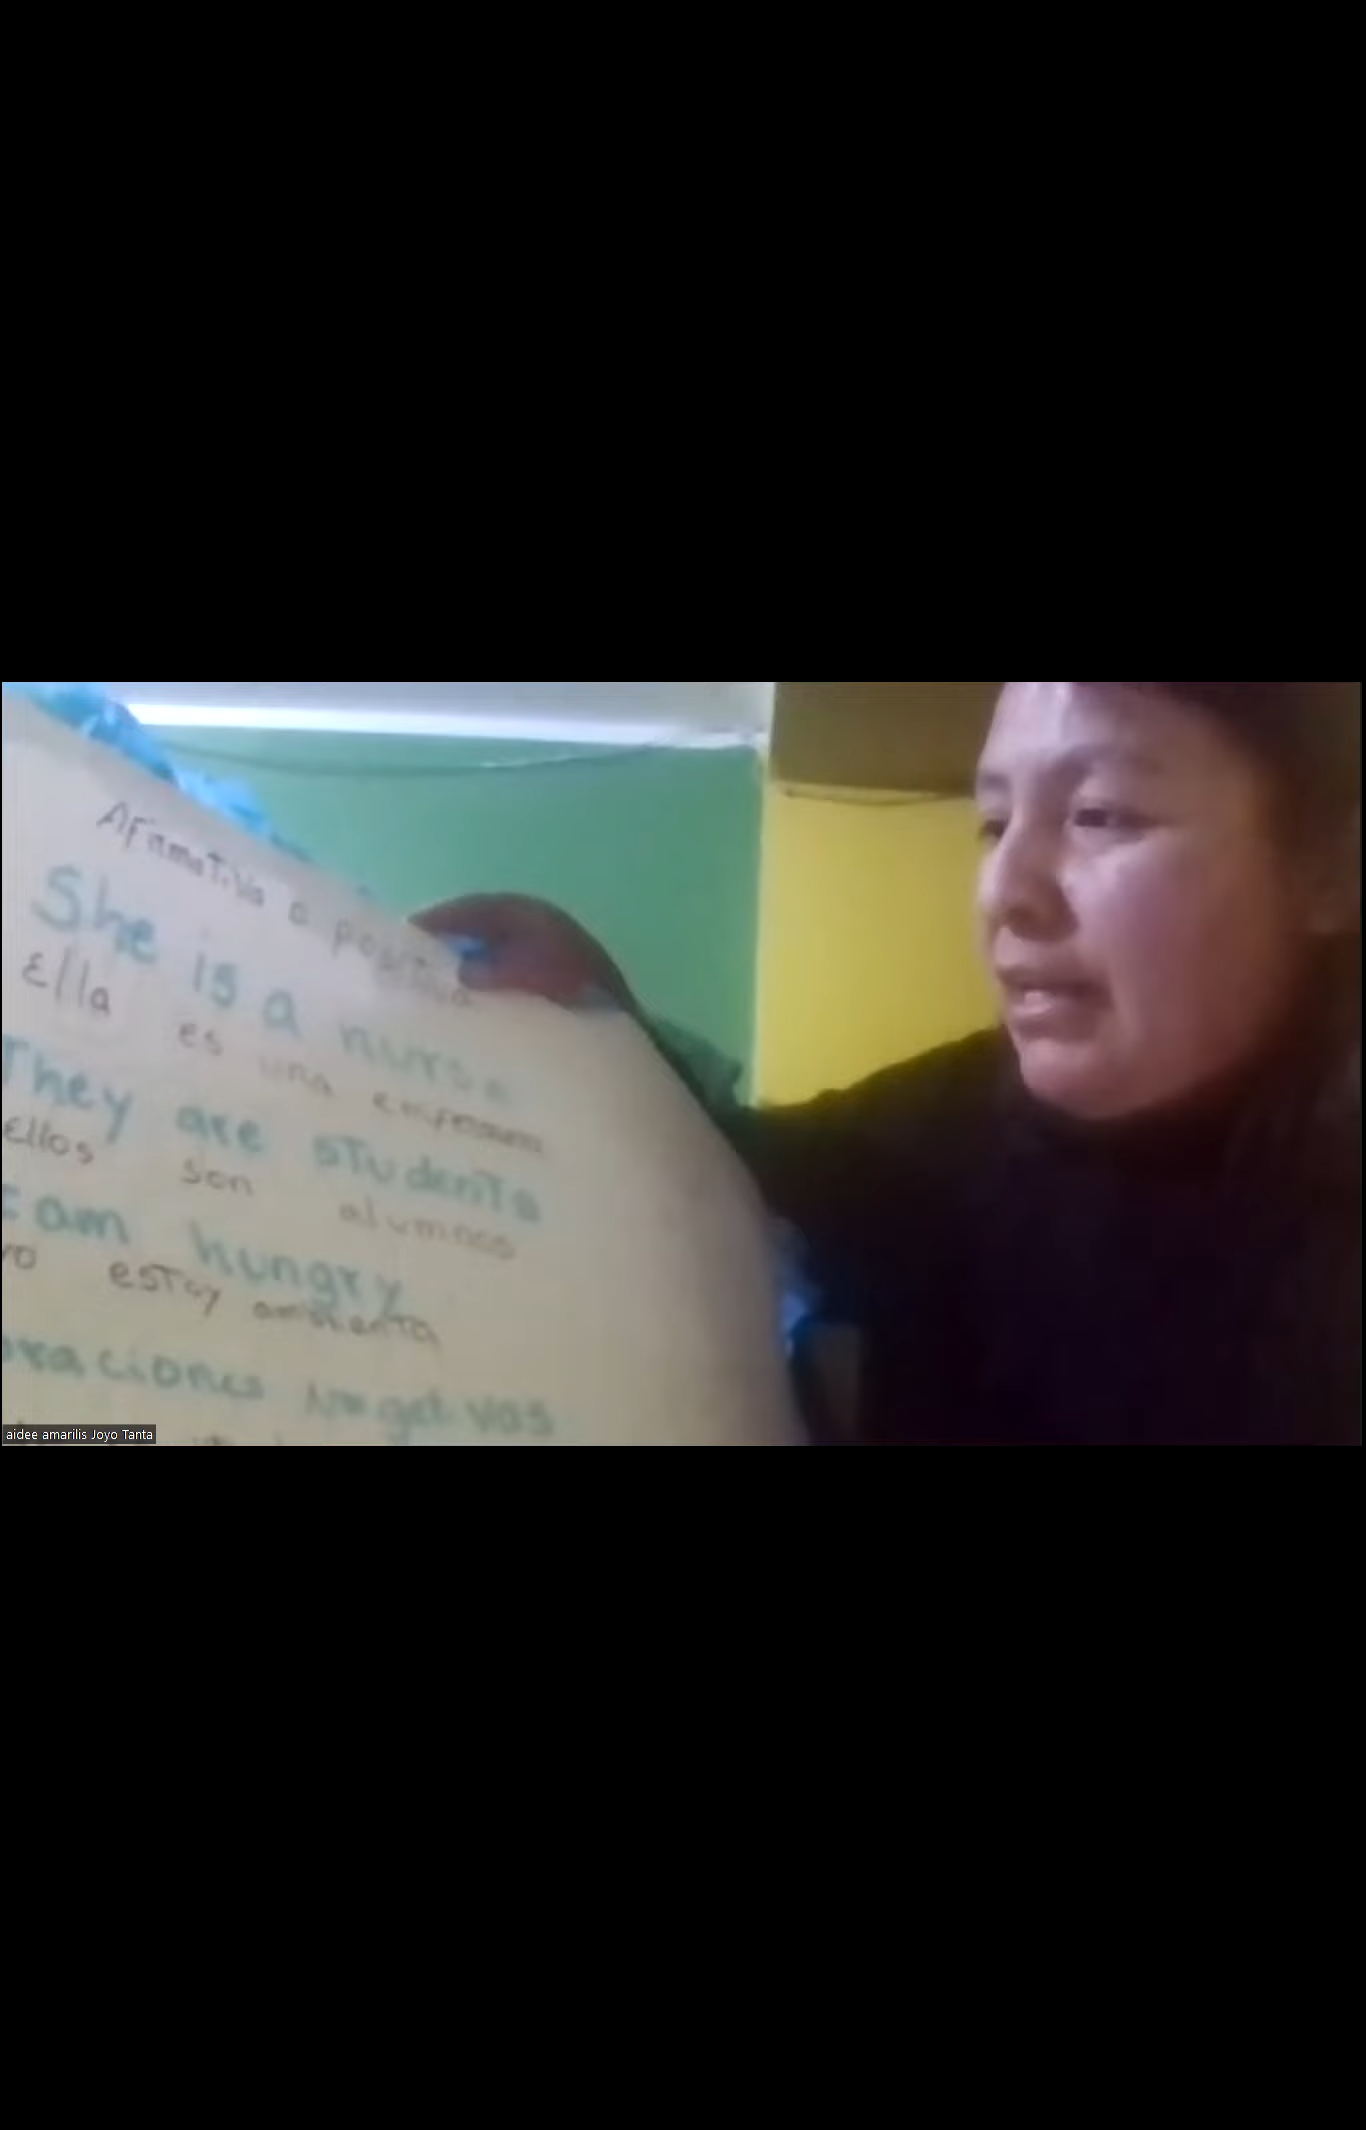 Afirmativa o positiva
She is a nurse
Ella es una enfermera
They are students
ellos son alumnos
I am hungry
yo estoy
oraciones Negativas
aidee amarilis Joyo Tanta